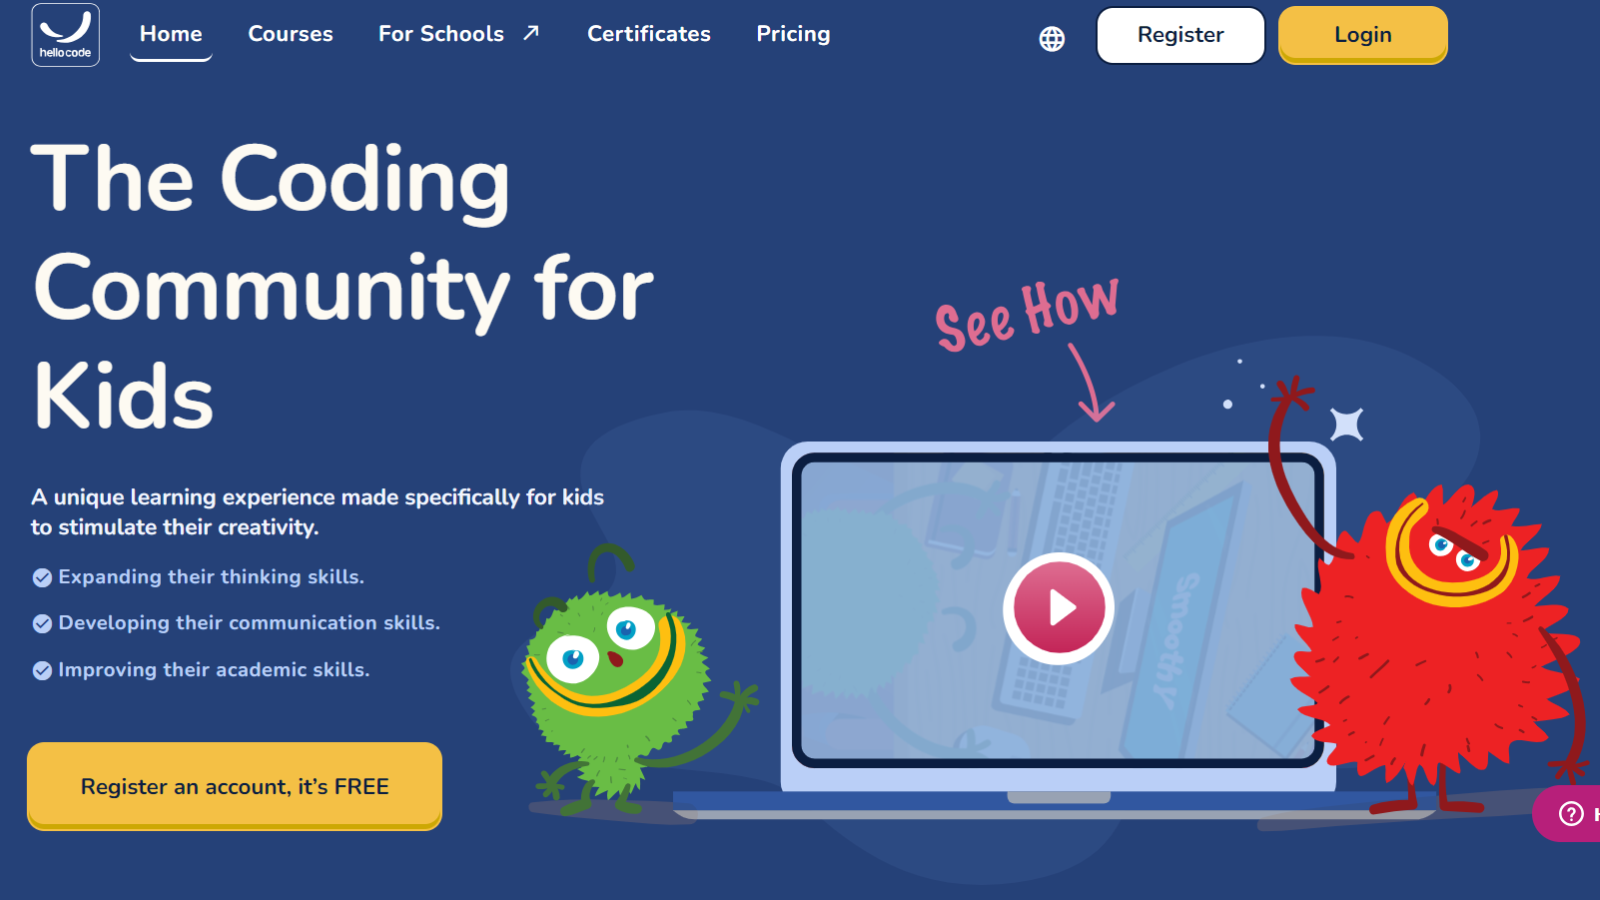 hello code
Home
Courses
For Schools
Certificates
Pricing
Register
Login
The Coding
Community for
Kids
See How
A unique learning experience made specifically for kids
to stimulate their creativity.
Expanding their thinking skills.
Developing their communication skills.
Improving their academic skills.
Smoothy
Register an account, it’s FREE
H